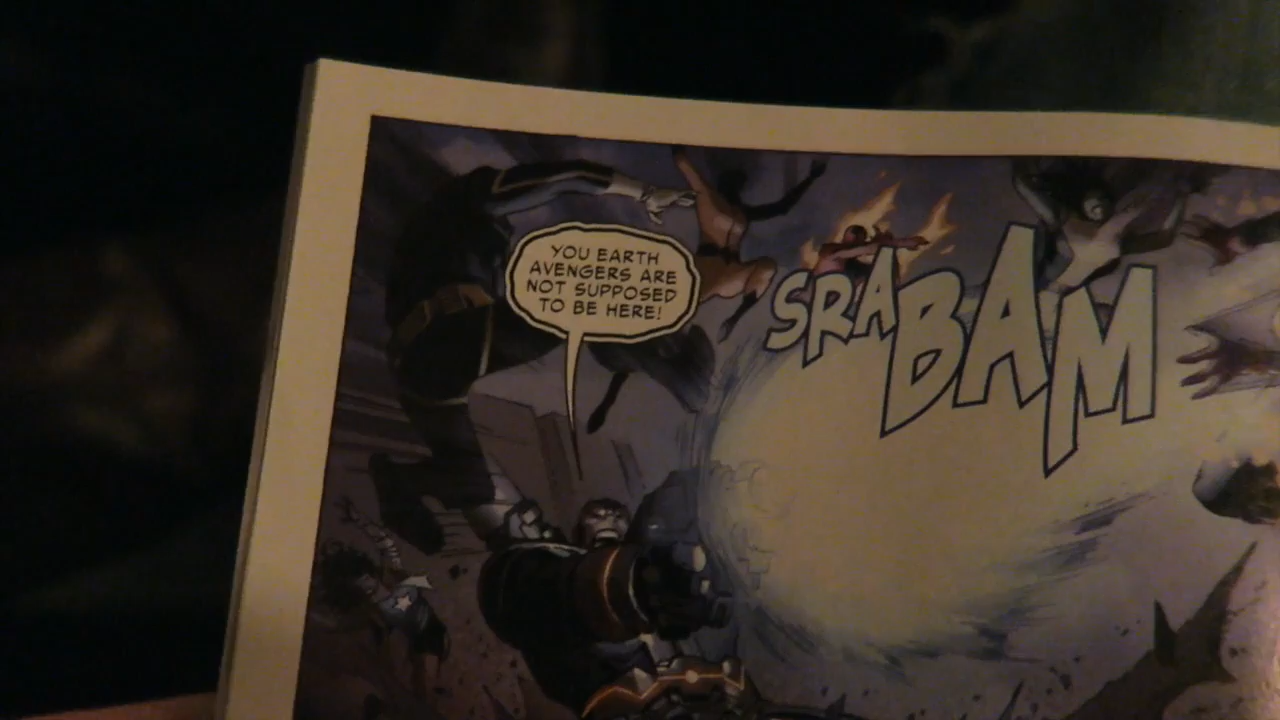 YOU EARTH
AVENGERS ARE
NOT SUPPOSED
TO BE HERE!
SRABAM